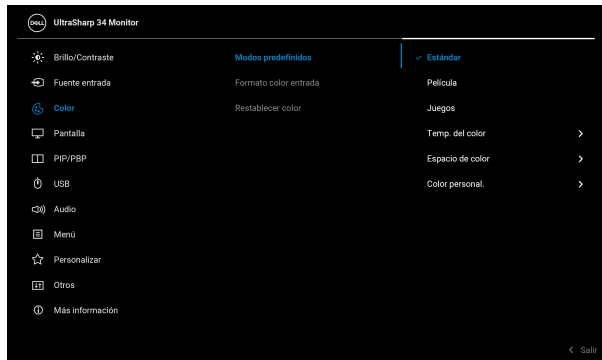 DELL UltraSharp 34 Monitor
Brillo/Contraste Modos predefinidos Estándar
Fuente entrada Formato color entrada Película
Color Restablecer color Juegos
Pantalla Temp. del color
PIP/PBP Espacio de color
USB Color personal.
Audio
Menú
Personalizar
Otros
Más información
Salir